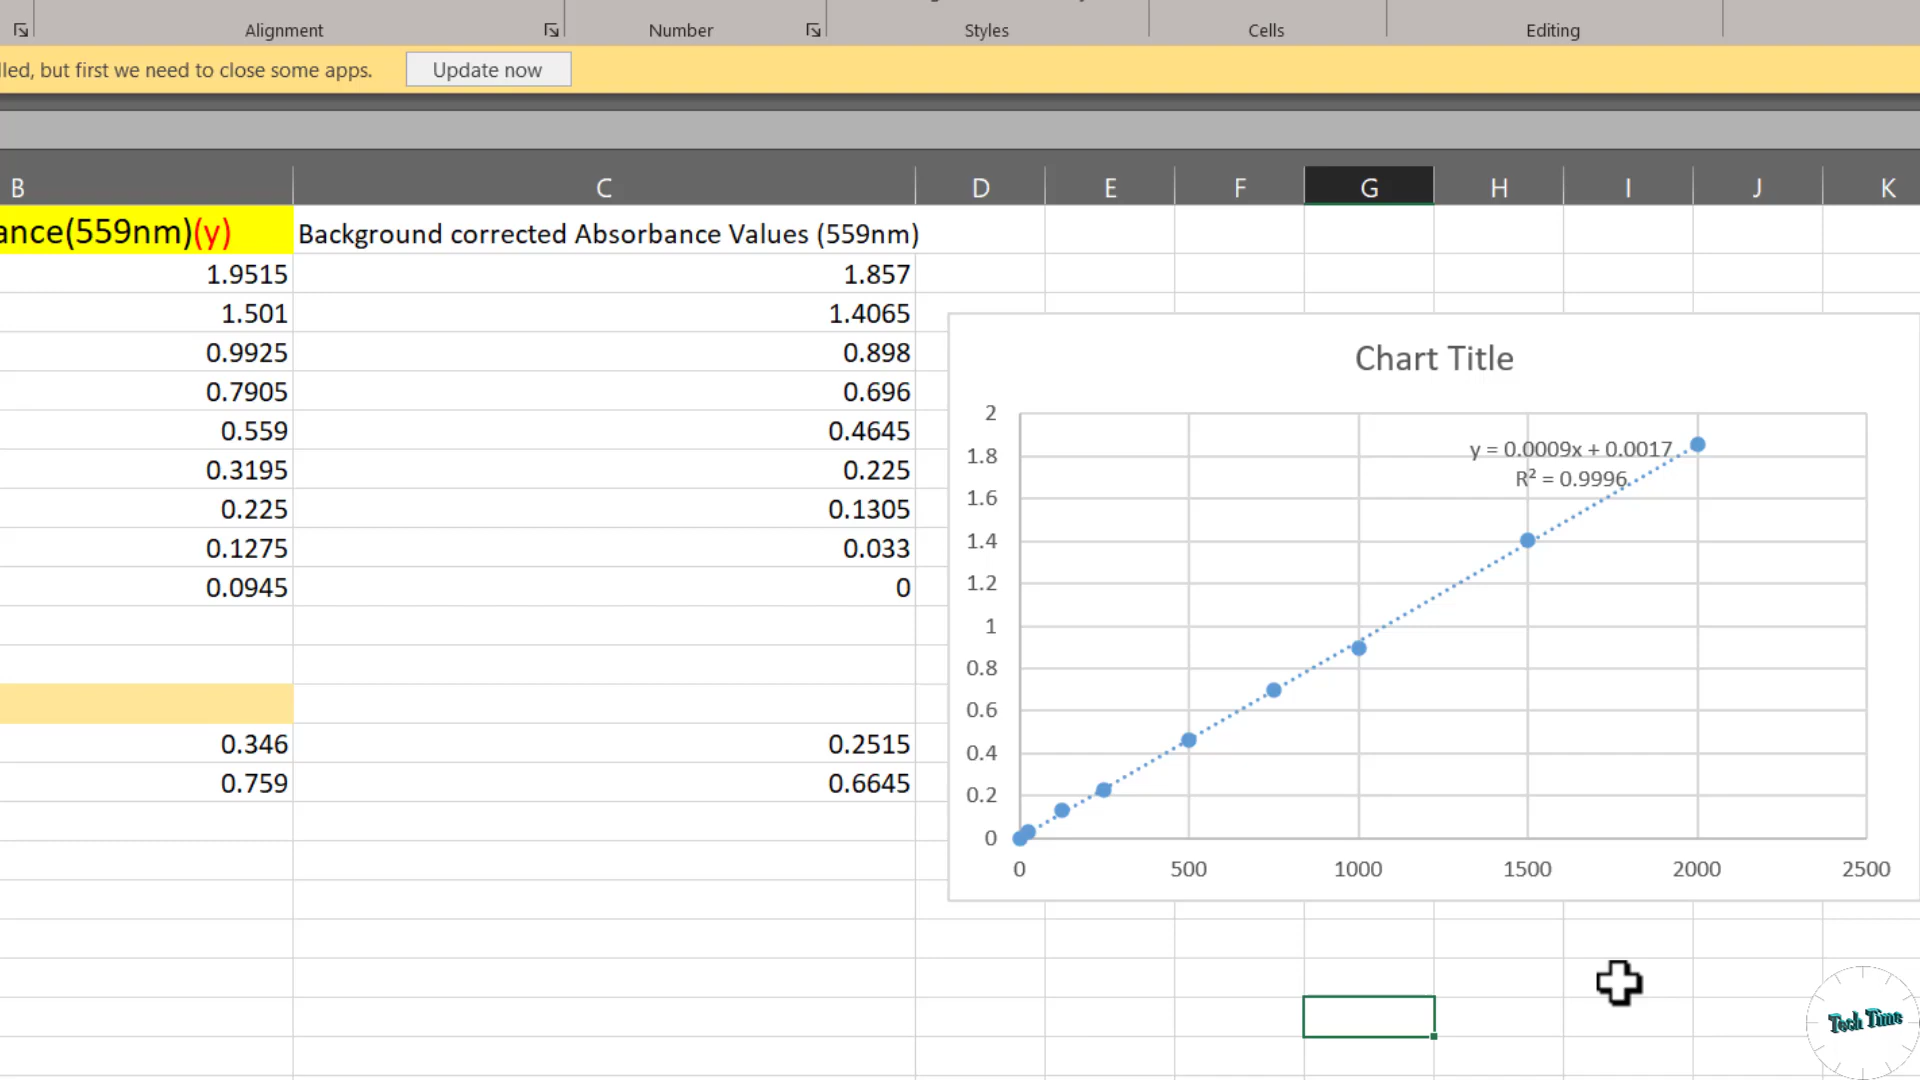 Alignment
Number
Styles
Cells
Editing
lled, but first we need to close some apps.
Update now
B C D E F G H I J K
ance(559nm)(y)
Background corrected Absorbance Values (559nm)
1.9515 1.857
1.501 1.4065
0.9925 0.898
0.7905 0.696
0.559 0.4645
0.3195 0.225
0.225 0.1305
0.1275 0.033
0.0945 0
0.346 0.2515
0.759 0.6645
Chart Title
y = 0.0009x + 0.0017
R² = 0.9996
2
1.8
1.6
1.4
1.2
1
0.8
0.6
0.4
0.2
0
0 500 1000 1500 2000 2500
Tech Time